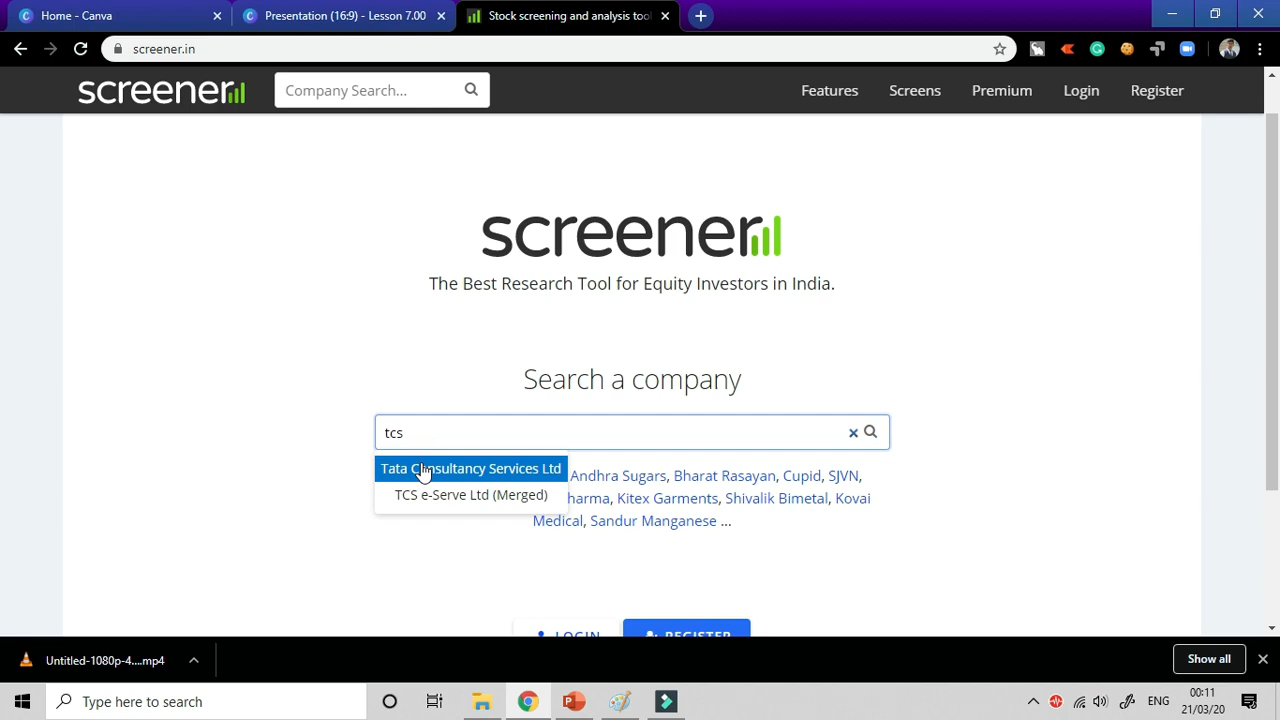 Home - Canva
Presentation (16:9) - Lesson 7.00
Stock screening and analysis tool
screener.in
screener
Company Search...
Features
Screens
Premium
Login
Register
screener
The Best Research Tool for Equity Investors in India.
Search a company
tcs
Tata Consultancy Services Ltd
TCS e-Serve Ltd (Merged)
Andhra Sugars, Bharat Rasayan, Cupid, SJVN,
harma, Kitex Garments, Shivalik Bimetal, Kovai
Medical, Sandur Manganese ...
LOGIN
REGISTER
Untitled-1080p-4....mp4
Show all
Type here to search
ENG
00:11
21/03/20